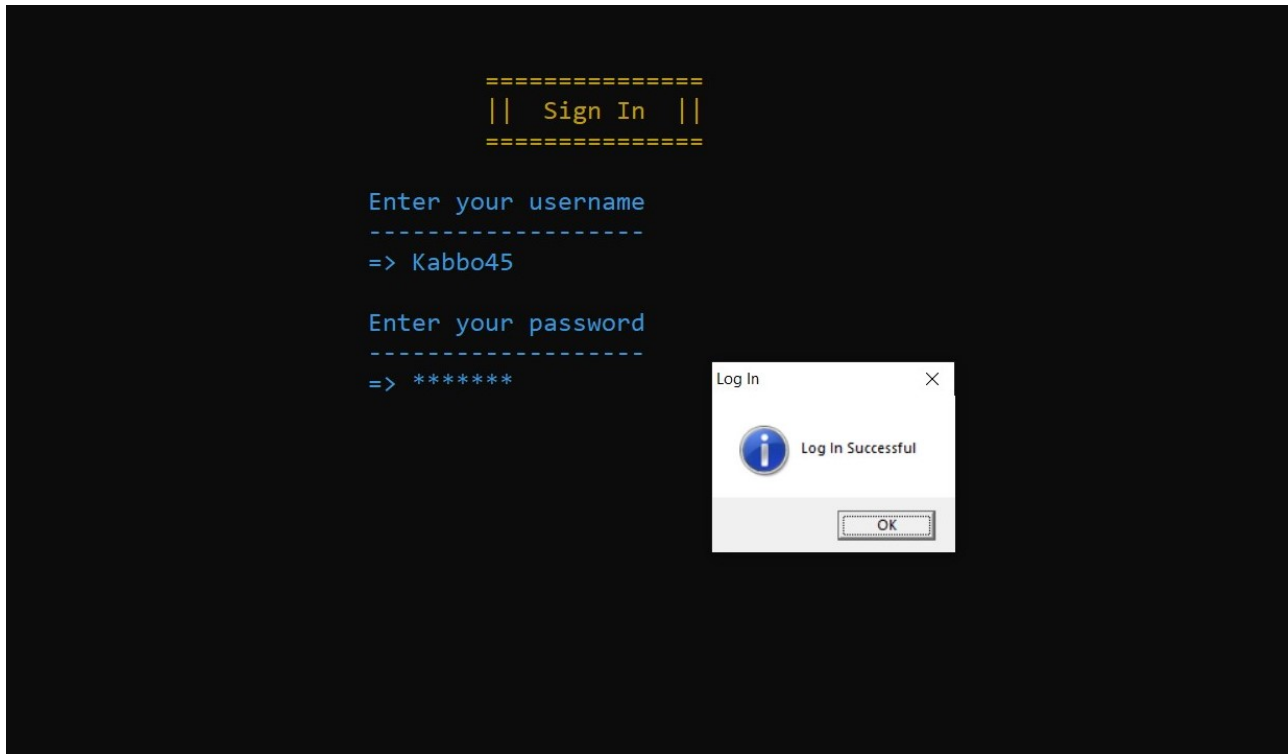 ===============
||  Sign In  ||
===============
Enter your username
-------------------
=> Kabbo45
Enter your password
-------------------
=> *******
Log In
Log In Successful
OK